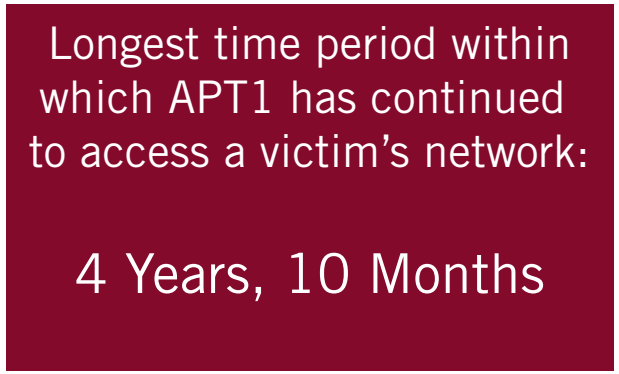 Longest time period within
which APT1 has continued
to access a victim’s network:
4 Years, 10 Months